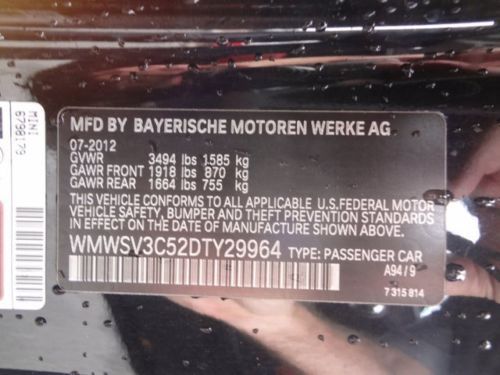 MFD BY BAYERISCHE MOTOREN WERKE AG
07-2012
GVWR 3494 lbs 1585 kg
GAWR FRONT 1918 lbs 870 kg
GAWR REAR 1664 lbs 755 kg
THIS VEHICLE CONFORMS TO ALL APPLICABLE U.S.FEDERAL MOTOR
VEHICLE SAFETY, BUMPER AND THEFT PREVENTION STANDARDS
IN EFFECT ON THE DATE OF MANUFACTURE SHOWN ABOVE.
WMWSV3C52DTY29964 TYPE: PASSENGER CAR
A94/9
7 315 814
MINI
6798179